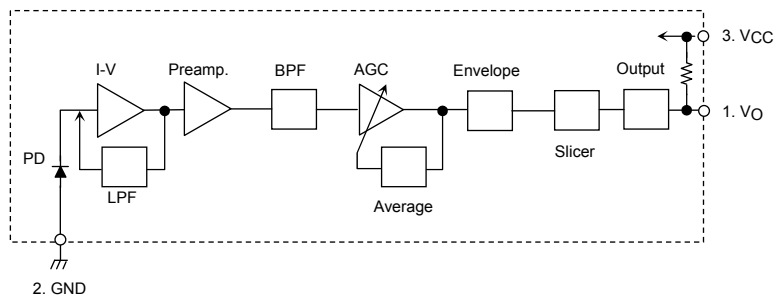 3. VCC
I-V
Preamp.
BPF
AGC
Envelope
Output
1. VO
PD
LPF
Average
Slicer
2. GND